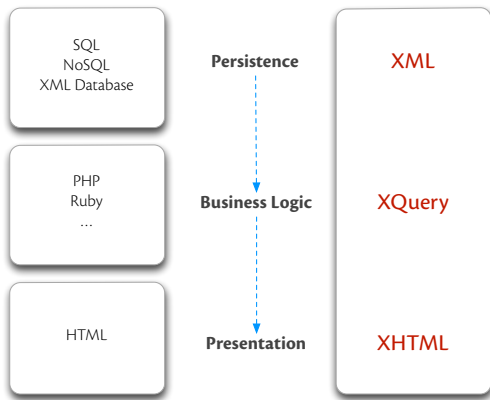 SQL
NoSQL
XML Database
Persistence
XML
PHP
Ruby
...
Business Logic
XQuery
HTML
Presentation
XHTML